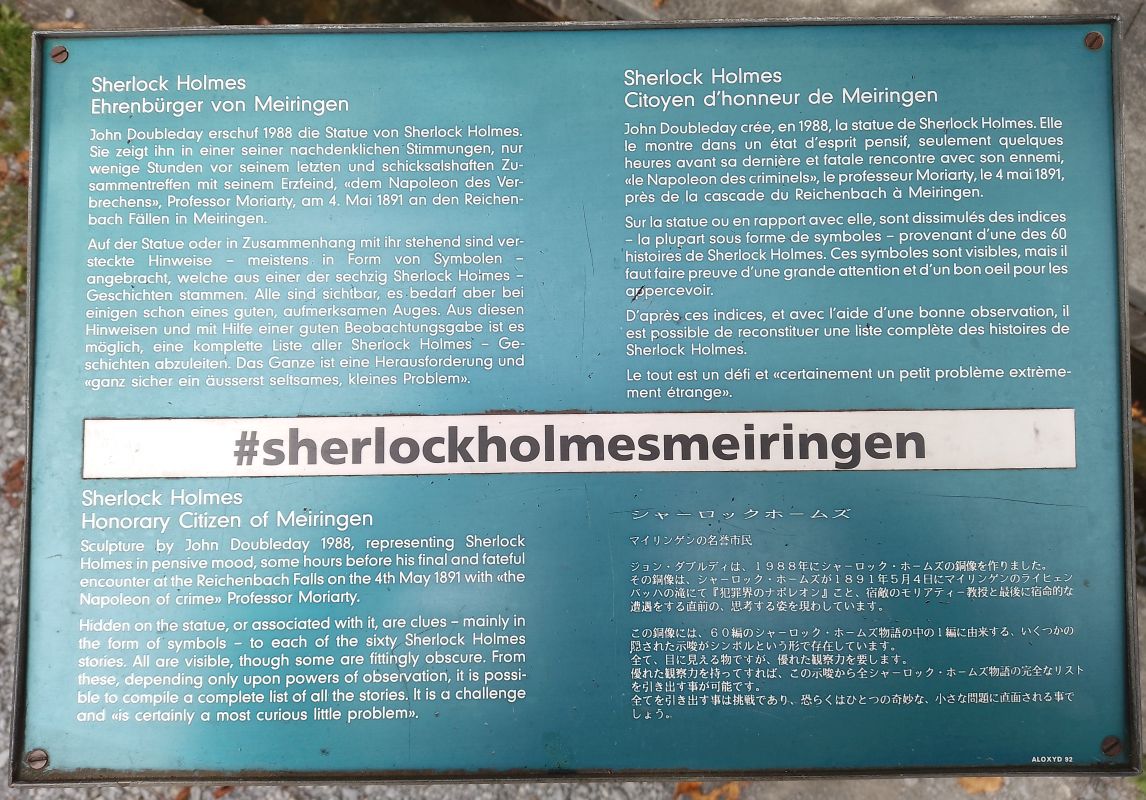 Sherlock Holmes
Ehrenbürger von Meiringen
John Doubleday erschuf 1988 die Statue von Sherlock Holmes.
Sie zeigt ihn in einer seiner nachdenklichen Stimmungen, nur
wenige Stunden vor seinem letzten und schicksalshaften Zu-
sammentreffen mit seinem Erzfeind, «dem Napoleon des Ver-
brechens», Professor Moriarty, am 4. Mai 1891 an den Reichen-
bach Fällen in Meiringen.
Auf der Statue oder in Zusammenhang mit ihr stehend sind ver-
steckte Hinweise – meistens in Form von Symbolen –
angebracht, welche aus einer der sechzig Sherlock Holmes –
Geschichten stammen. Alle sind sichtbar, es bedarf aber bei
einigen schon eines guten, aufmerksamen Auges. Aus diesen
Hinweisen und mit Hilfe einer guten Beobachtungsgabe ist es
möglich, eine komplette Liste aller Sherlock Holmes – Ge-
schichten abzuleiten. Das Ganze ist eine Herausforderung und
«ganz sicher ein äusserst seltsames, kleines Problem».
Sherlock Holmes
Citoyen d'honneur de Meiringen
John Doubleday crée, en 1988, la statue de Sherlock Holmes. Elle
le montre dans un état d'esprit pensif, seulement quelques
heures avant sa dernière et fatale rencontre avec son ennemi,
«le Napoleon des criminels», le professeur Moriarty, le 4 mai 1891,
près de la cascade du Reichenbach à Meiringen.
Sur la statue ou en rapport avec elle, sont dissimulés des indices
– la plupart sous forme de symboles – provenant d'une des 60
histoires de Sherlock Holmes. Ces symboles sont visibles, mais il
faut faire preuve d'une grande attention et d'un bon oeil pour les
appercevoir.
D'après ces indices, et avec l'aide d'une bonne observation, il
est possible de reconstituer une liste complète des histoires de
Sherlock Holmes.
Le tout est un défi et «certainement un petit problème extrème-
ment étrange».
#sherlockholmesmeiringen
Sherlock Holmes
Honorary Citizen of Meiringen
Sculpture by John Doubleday 1988, representing Sherlock
Holmes in pensive mood, some hours before his final and fateful
encounter at the Reichenbach Falls on the 4th May 1891 with «the
Napoleon of crime» Professor Moriarty.
Hidden on the statue, or associated with it, are clues – mainly in
the form of symbols – to each of the sixty Sherlock Holmes
stories. All are visible, though some are fittingly obscure. From
these, depending only upon powers of observation, it is possi-
ble to compile a complete list of all the stories. It is a challenge
and «is certainly a most curious little problem».
シャーロックホームズ
マイリンゲンの名誉市民
ジョン・ダブルディは、1988年にシャーロック・ホームズの銅像を作りました。
その銅像は、シャーロック・ホームズが1891年5月4日にマイリンゲンのライヒェン
バッハの滝にて『犯罪界のナポレオン』こと、宿敵のモリアティー教授と最後に宿命的な
遭遇をする直前の、思考する姿を現わしています。
この銅像には、60編のシャーロック・ホームズ物語の中の1編に由来する、いくつかの
隠された示唆がシンボルという形で存在しています。
全て、目に見える物ですが、優れた観察力を要します。
優れた観察力を持ってすれば、この示唆から全シャーロック・ホームズ物語の完全なリスト
を引き出す事が可能です。
全てを引き出す事は挑戦であり、恐らくはひとつの奇妙な、小さな問題に直面される事で
しょう。
ALOXYD 92